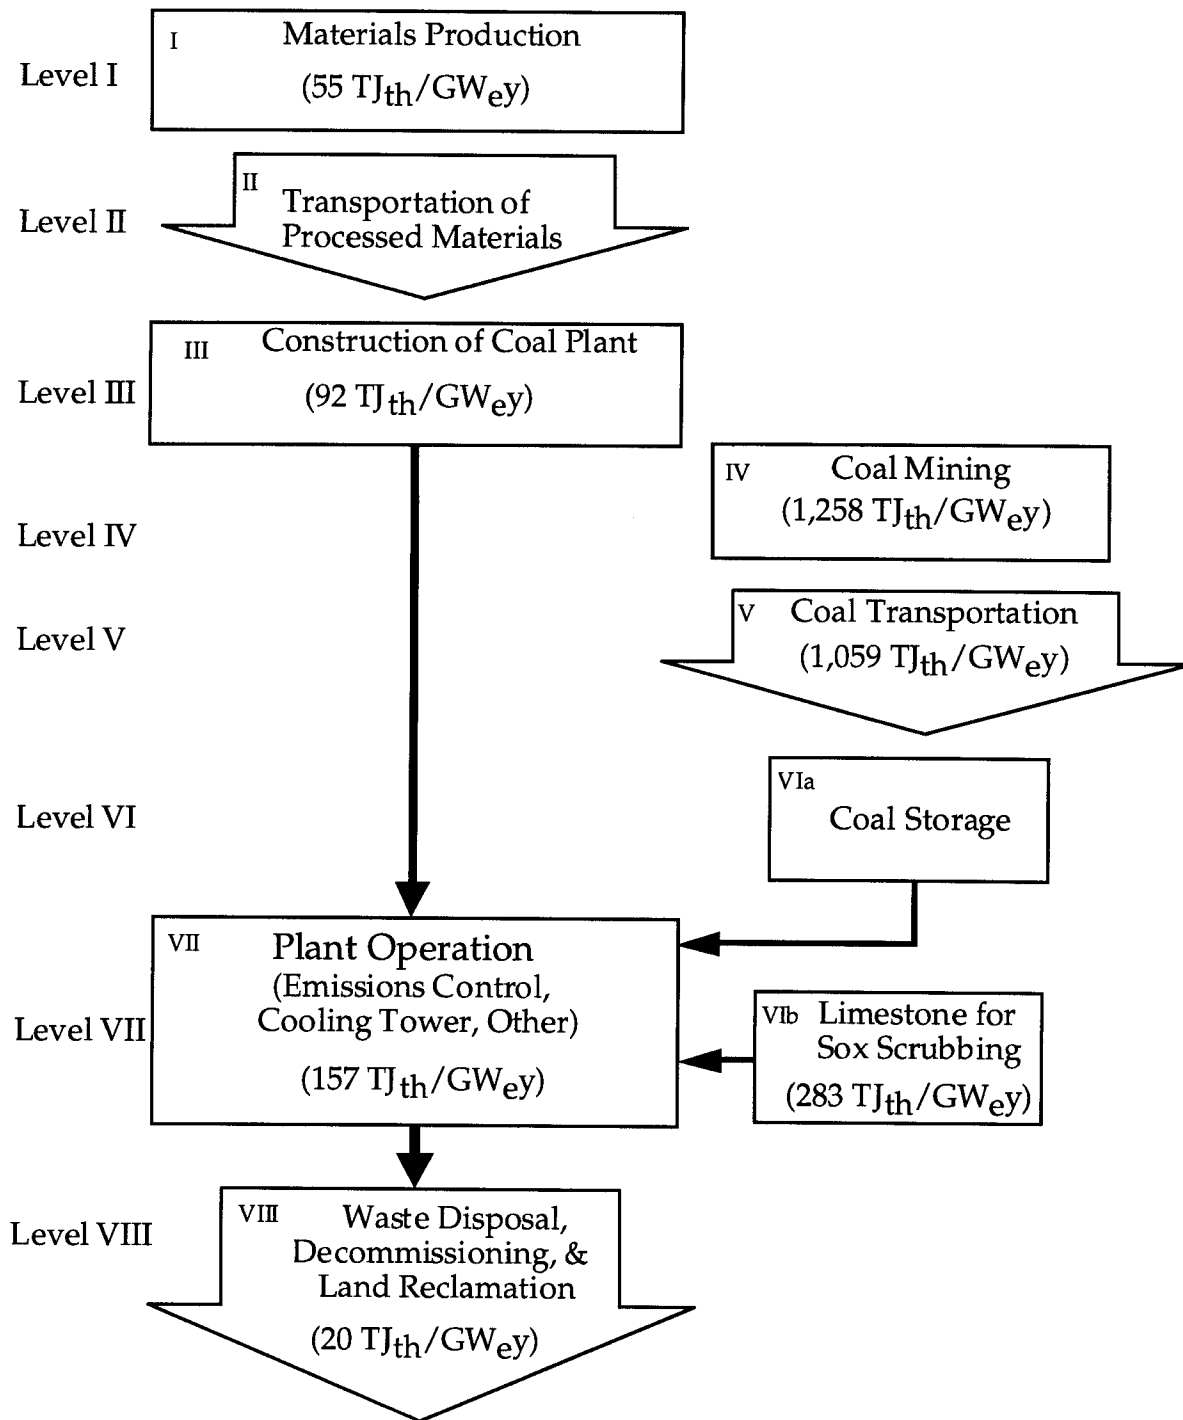 I Materials Production
Level I
(55 TJth/GWey)
II
Level II
Transportation of
Processed Materials
III Construction of Coal Plant
Level III
(92 TJth/GWey)
IV Coal Mining
(1,258 TJth/GWey)
Level IV
V Coal Transportation
Level V
(1,059 TJth/GWey)
VIa
Level VI
Coal Storage
VII Plant Operation
(Emissions Control,
Cooling Tower, Other)
Level VII
(157 TJth/GWey)
VIb Limestone for
Sox Scrubbing
(283 TJth/GWey)
VIII Waste Disposal,
Level VIII
Decommissioning, &
Land Reclamation
(20 TJth/GWey)